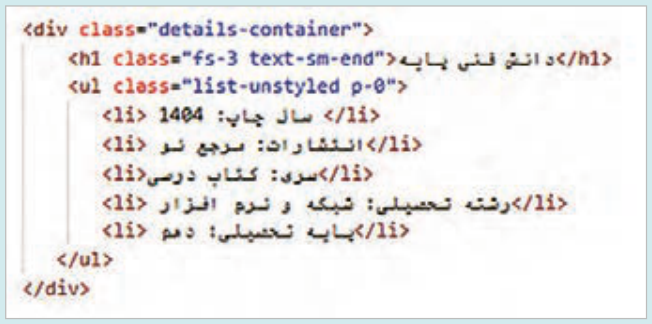 <div class="details-container">
<h1 class="fs-3 text-sm-end">دانش فنی پایه</h1>
<ul class="list-unstyled p-0">
<li> سال چاپ: 1404 </li>
<li> انتشارات: مرجع نو</li>
<li>سری: کتاب درسی</li>
<li> رشته تحصیلی: شبکه و نرم افزار</li>
<li> پایه تحصیلی: دهم</li>
</ul>
</div>